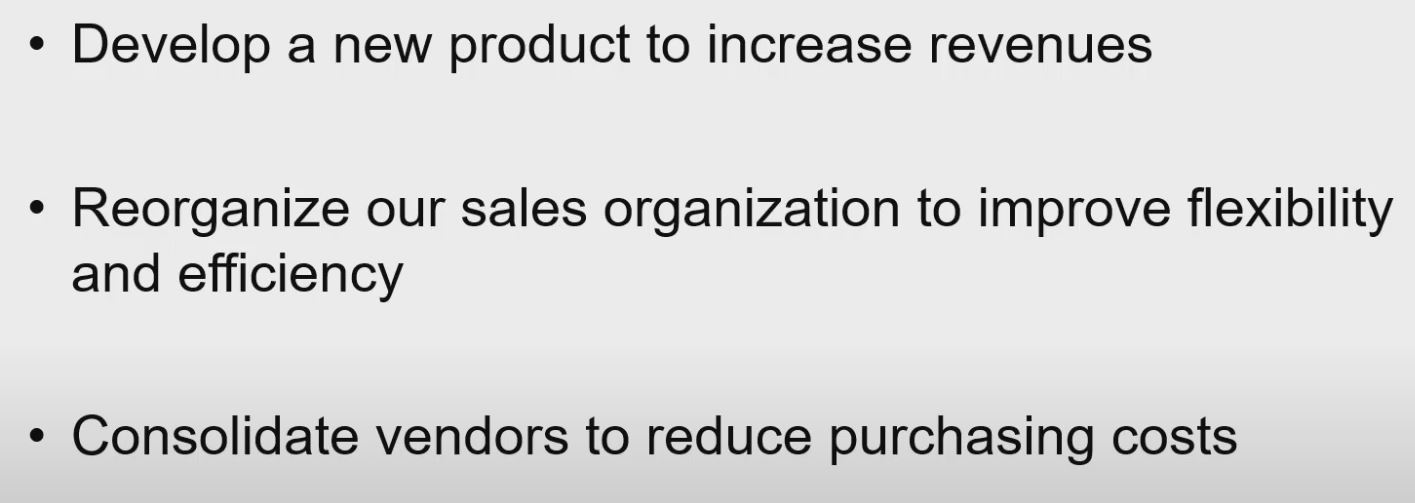 • Develop a new product to increase revenues
• Reorganize our sales organization to improve flexibility
and efficiency
• Consolidate vendors to reduce purchasing costs